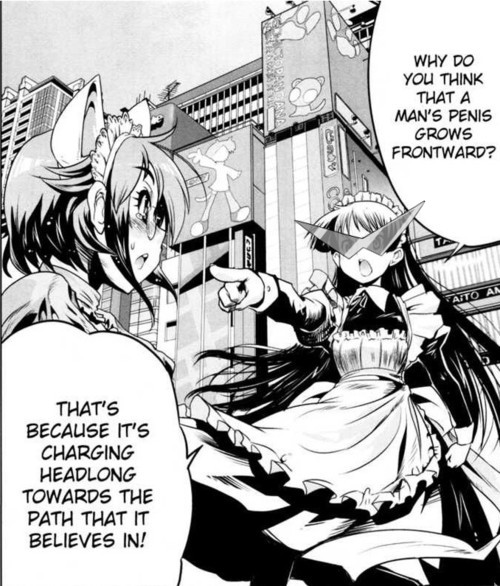 WHY DO
YOU THINK
THAT A
MAN'S PENIS
GROWS
FRONTWARD?
TAITO
THAT'S
BECAUSE IT'S
CHARGING
HEADLONG
TOWARDS THE
PATH THAT IT
BELIEVES IN!